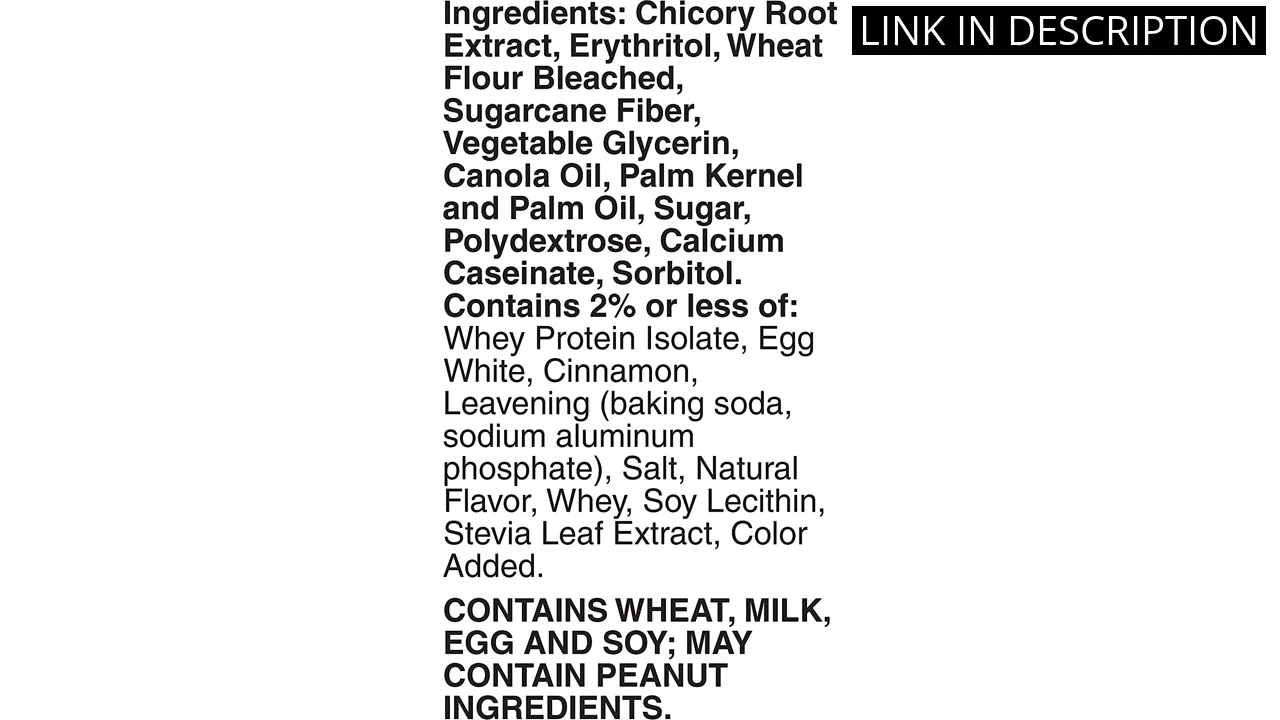 Ingredients: Chicory Root
Extract, Erythritol, Wheat
Flour Bleached,
Sugarcane Fiber,
Vegetable Glycerin,
Canola Oil, Palm Kernel
and Palm Oil, Sugar,
Polydextrose, Calcium
Caseinate, Sorbitol.
Contains 2% or less of:
Whey Protein Isolate, Egg
White, Cinnamon,
Leavening (baking soda,
sodium aluminum
phosphate), Salt, Natural
Flavor, Whey, Soy Lecithin,
Stevia Leaf Extract, Color
Added.
CONTAINS WHEAT, MILK,
EGG AND SOY; MAY
CONTAIN PEANUT
INGREDIENTS.
LINK IN DESCRIPTION